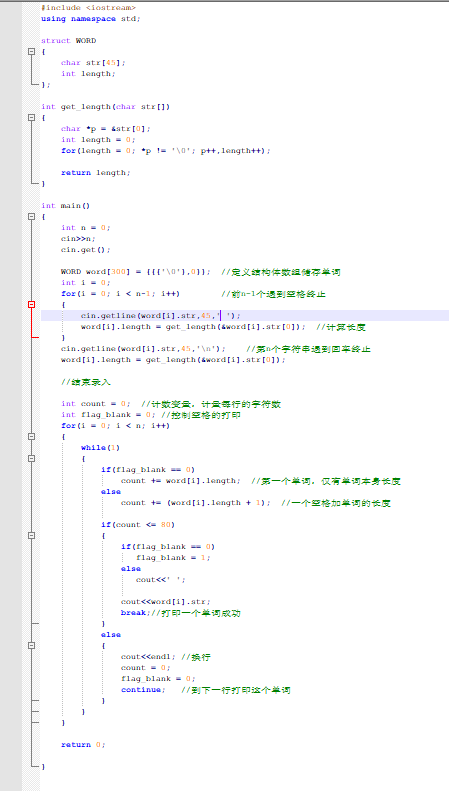 #include <iostream>
using namespace std;
struct WORD
{
char str[45];
int length;
};
int get_length(char str[])
{
char *p = &str[0];
int length = 0;
for(length = 0; *p != '\0'; p++,length++);
return length;
}
int main()
{
int n = 0;
cin>>n;
cin.get();
WORD word[300] = {{{'\0'},0}}; //定义结构体数组储存单词
int i = 0;
for(i = 0; i < n-1; i++) //前n-1个遇到空格终止
{
cin.getline(word[i].str,45,' ');
word[i].length = get_length(&word[i].str[0]); //计算长度
}
cin.getline(word[i].str,45,'\n'); //第n个字符串遇到回车终止
word[i].length = get_length(&word[i].str[0]);
//结束录入
int count = 0; //计数变量，计量每行的字符数
int flag_blank = 0; //控制空格的打印
for(i = 0; i < n; i++)
{
while(1)
{
if(flag_blank == 0)
count += word[i].length; //第一个单词，仅有单词本身长度
else
count += (word[i].length + 1); //一个空格加单词的长度
if(count <= 80)
{
if(flag_blank == 0)
flag_blank = 1;
else
cout<<' ';
cout<<word[i].str;
break;//打印一个单词成功
}
else
{
cout<<endl; //换行
count = 0;
flag_blank = 0;
continue; //到下一行打印这个单词
}
}
}
return 0;
}